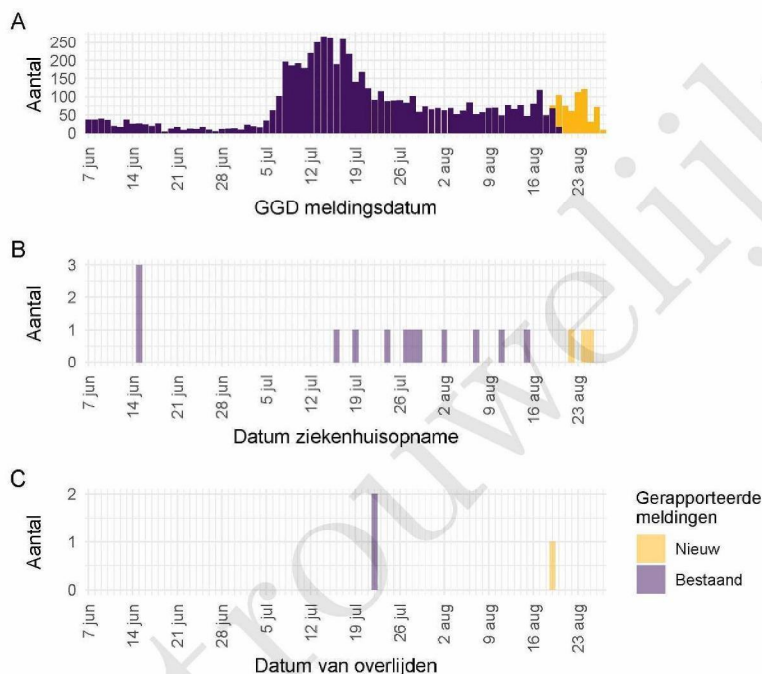 A
Aantal
250
200
150
100
50
0
7 jun 14 jun 21 jun 28 jun 5 jul 12 jul 19 jul 26 jul 2 aug 9 aug 16 aug 23 aug
GGD meldingsdatum
B
Aantal
3
2
1
0
7 jun 14 jun 21 jun 28 jun 5 jul 12 jul 19 jul 26 jul 2 aug 9 aug 16 aug 23 aug
Datum ziekenhuisopname
C
Aantal
2
1
0
7 jun 14 jun 21 jun 28 jun 5 jul 12 jul 19 jul 26 jul 2 aug 9 aug 16 aug 23 aug
Datum van overlijden
Gerapporteerde
meldingen
Nieuw
Bestaand
trouwelijk